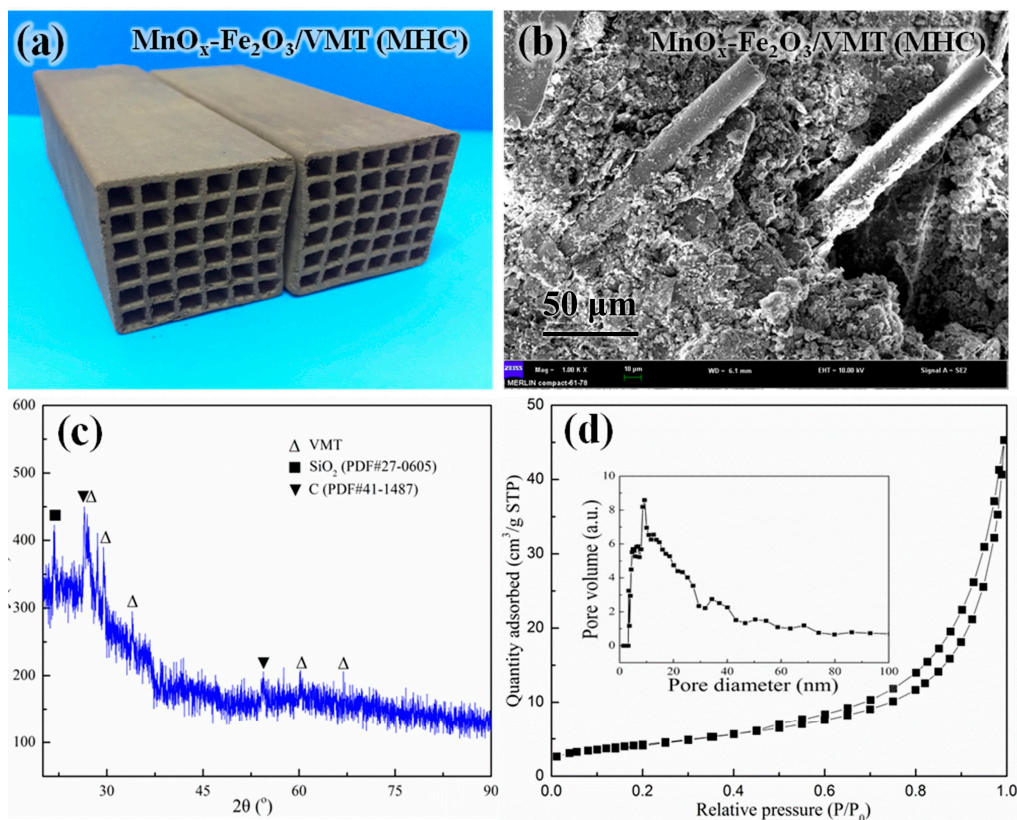 (a)
MnOₓ-Fe₂O₃/VMT (MHC)
(b)
MnOₓ-Fe₂O₃/VMT (MHC)
50 μm
ZEISS
Mag = 1.00 K X
10 μm
WD = 6.1 mm
EHT = 10.00 kV
Signal A = SE2
MERLIN compact-61-78
(c)
△ VMT
■ SiO₂ (PDF#27-0605)
▼ C (PDF#41-1487)
600
500
400
300
200
100
30
45
60
75
90
2θ (°)
(d)
Quantity adsorbed (cm³/g STP)
50
40
30
20
10
0
0.0
0.2
0.4
0.6
0.8
1.0
Relative pressure (P/P₀)
Pore volume (a.u.)
10
8
6
4
2
0
0
20
40
60
80
100
Pore diameter (nm)